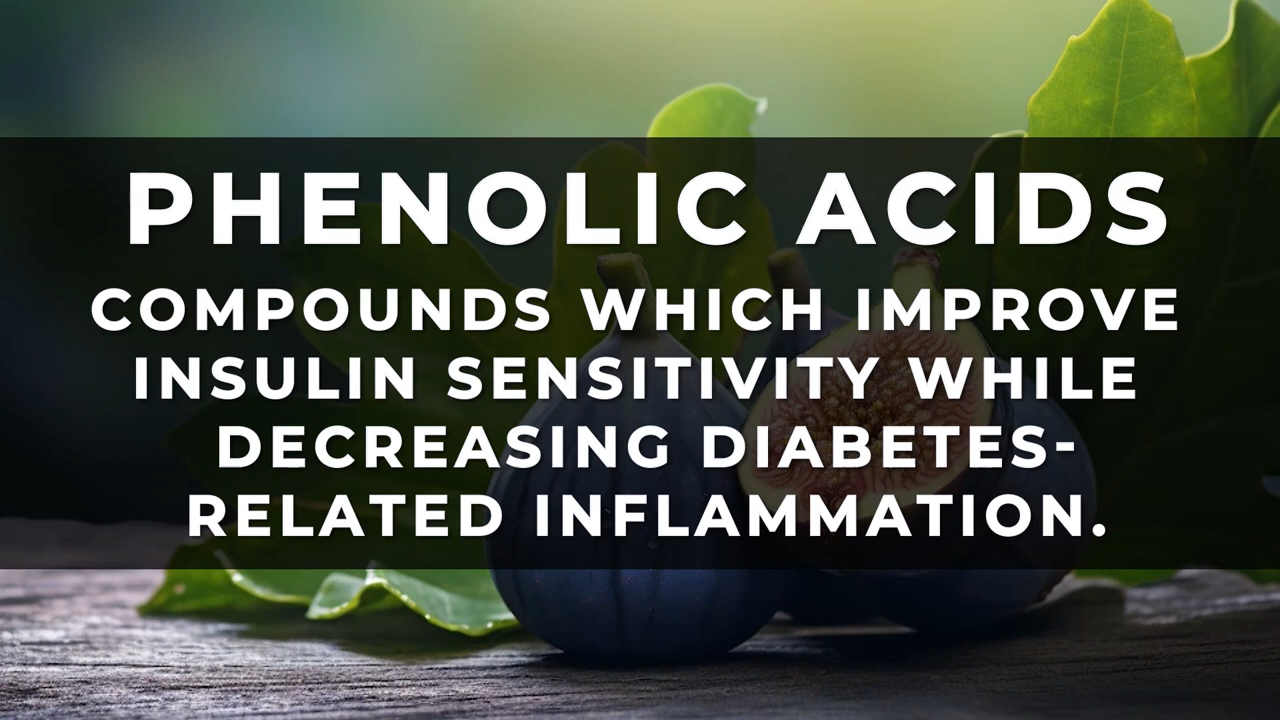 PHENOLIC ACIDS
COMPOUNDS WHICH IMPROVE
INSULIN SENSITIVITY WHILE
DECREASING DIABETES-
RELATED INFLAMMATION.